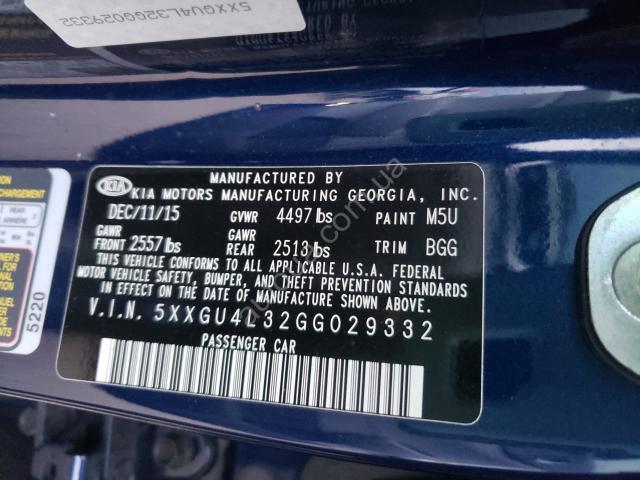 5XXGU4L32GG029332
MANUFACTURED BY
KIA KIA MOTORS MANUFACTURING GEORGIA, INC.
DEC/11/15 GVWR 4497 lbs PAINT M5U
GAWR FRONT 2557 lbs GAWR REAR 2513 lbs TRIM BGG
THIS VEHICLE CONFORMS TO ALL APPLICABLE U.S.A. FEDERAL
MOTOR VEHICLE SAFETY, BUMPER, AND THEFT PREVENTION STANDARDS
IN EFFECT ON THE DATE OF MANUFACTURE SHOWN ABOVE.
V.I.N. 5XXGU4L32GG029332
PASSENGER CAR
5220